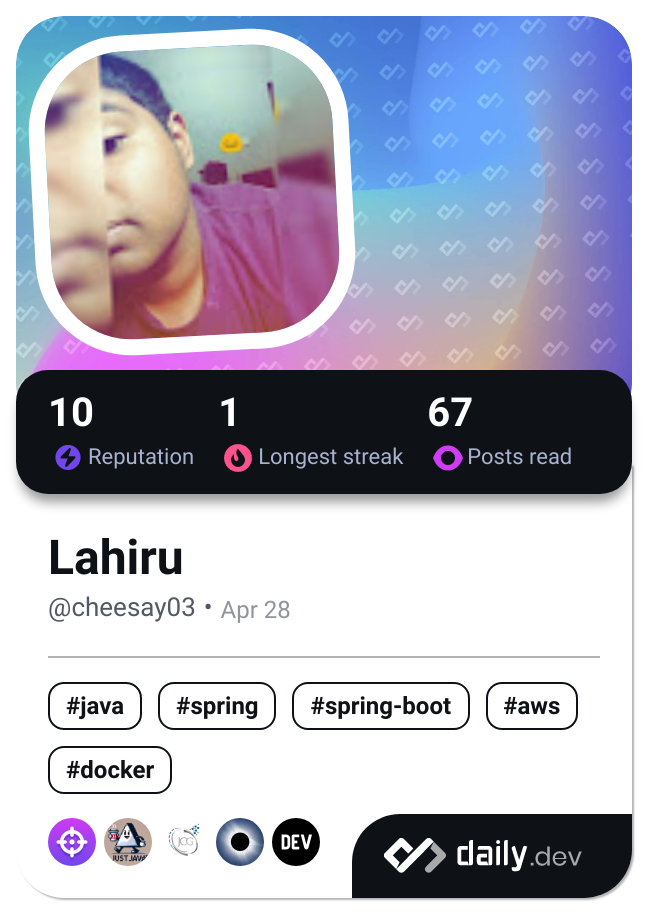 10 1 67
Reputation Longest streak Posts read
Lahiru
@cheesay03 • Apr 28
#java #spring #spring-boot #aws
#docker
JUST JAVA JCG DEV
daily.dev